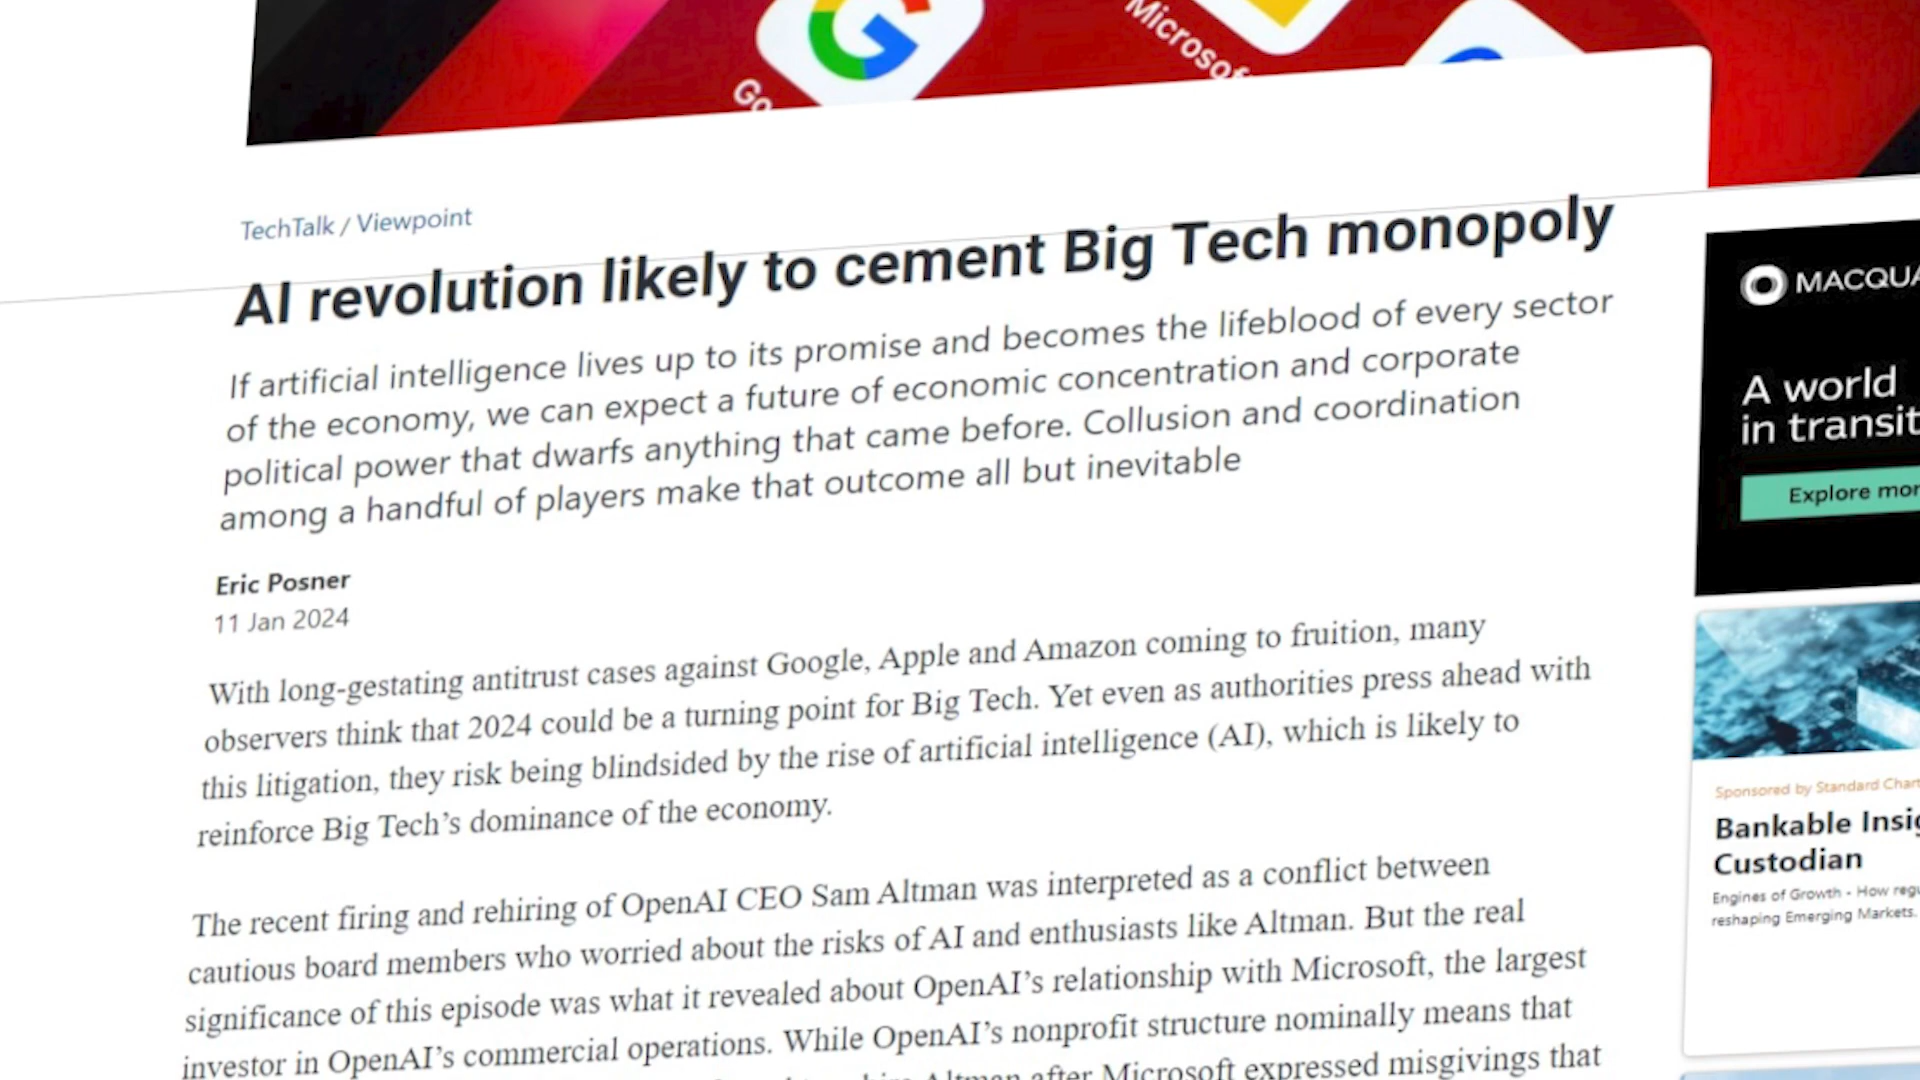 Go
Microsof
TechTalk / Viewpoint
AI revolution likely to cement Big Tech monopoly
If artificial intelligence lives up to its promise and becomes the lifeblood of every sector
of the economy, we can expect a future of economic concentration and corporate
political power that dwarfs anything that came before. Collusion and coordination
among a handful of players make that outcome all but inevitable
Eric Posner
11 Jan 2024
With long-gestating antitrust cases against Google, Apple and Amazon coming to fruition, many
observers think that 2024 could be a turning point for Big Tech. Yet even as authorities press ahead with
this litigation, they risk being blindsided by the rise of artificial intelligence (AI), which is likely to
reinforce Big Tech’s dominance of the economy.
The recent firing and rehiring of OpenAI CEO Sam Altman was interpreted as a conflict between
cautious board members who worried about the risks of AI and enthusiasts like Altman. But the real
significance of this episode was what it revealed about OpenAI’s relationship with Microsoft, the largest
investor in OpenAI’s commercial operations. While OpenAI’s nonprofit structure nominally means that
Altman after Microsoft expressed misgivings that
MACQUA
A world
in transit
Explore mor
Sponsored by Standard Chart
Bankable Insig
Custodian
Engines of Growth - How regu
reshaping Emerging Markets.